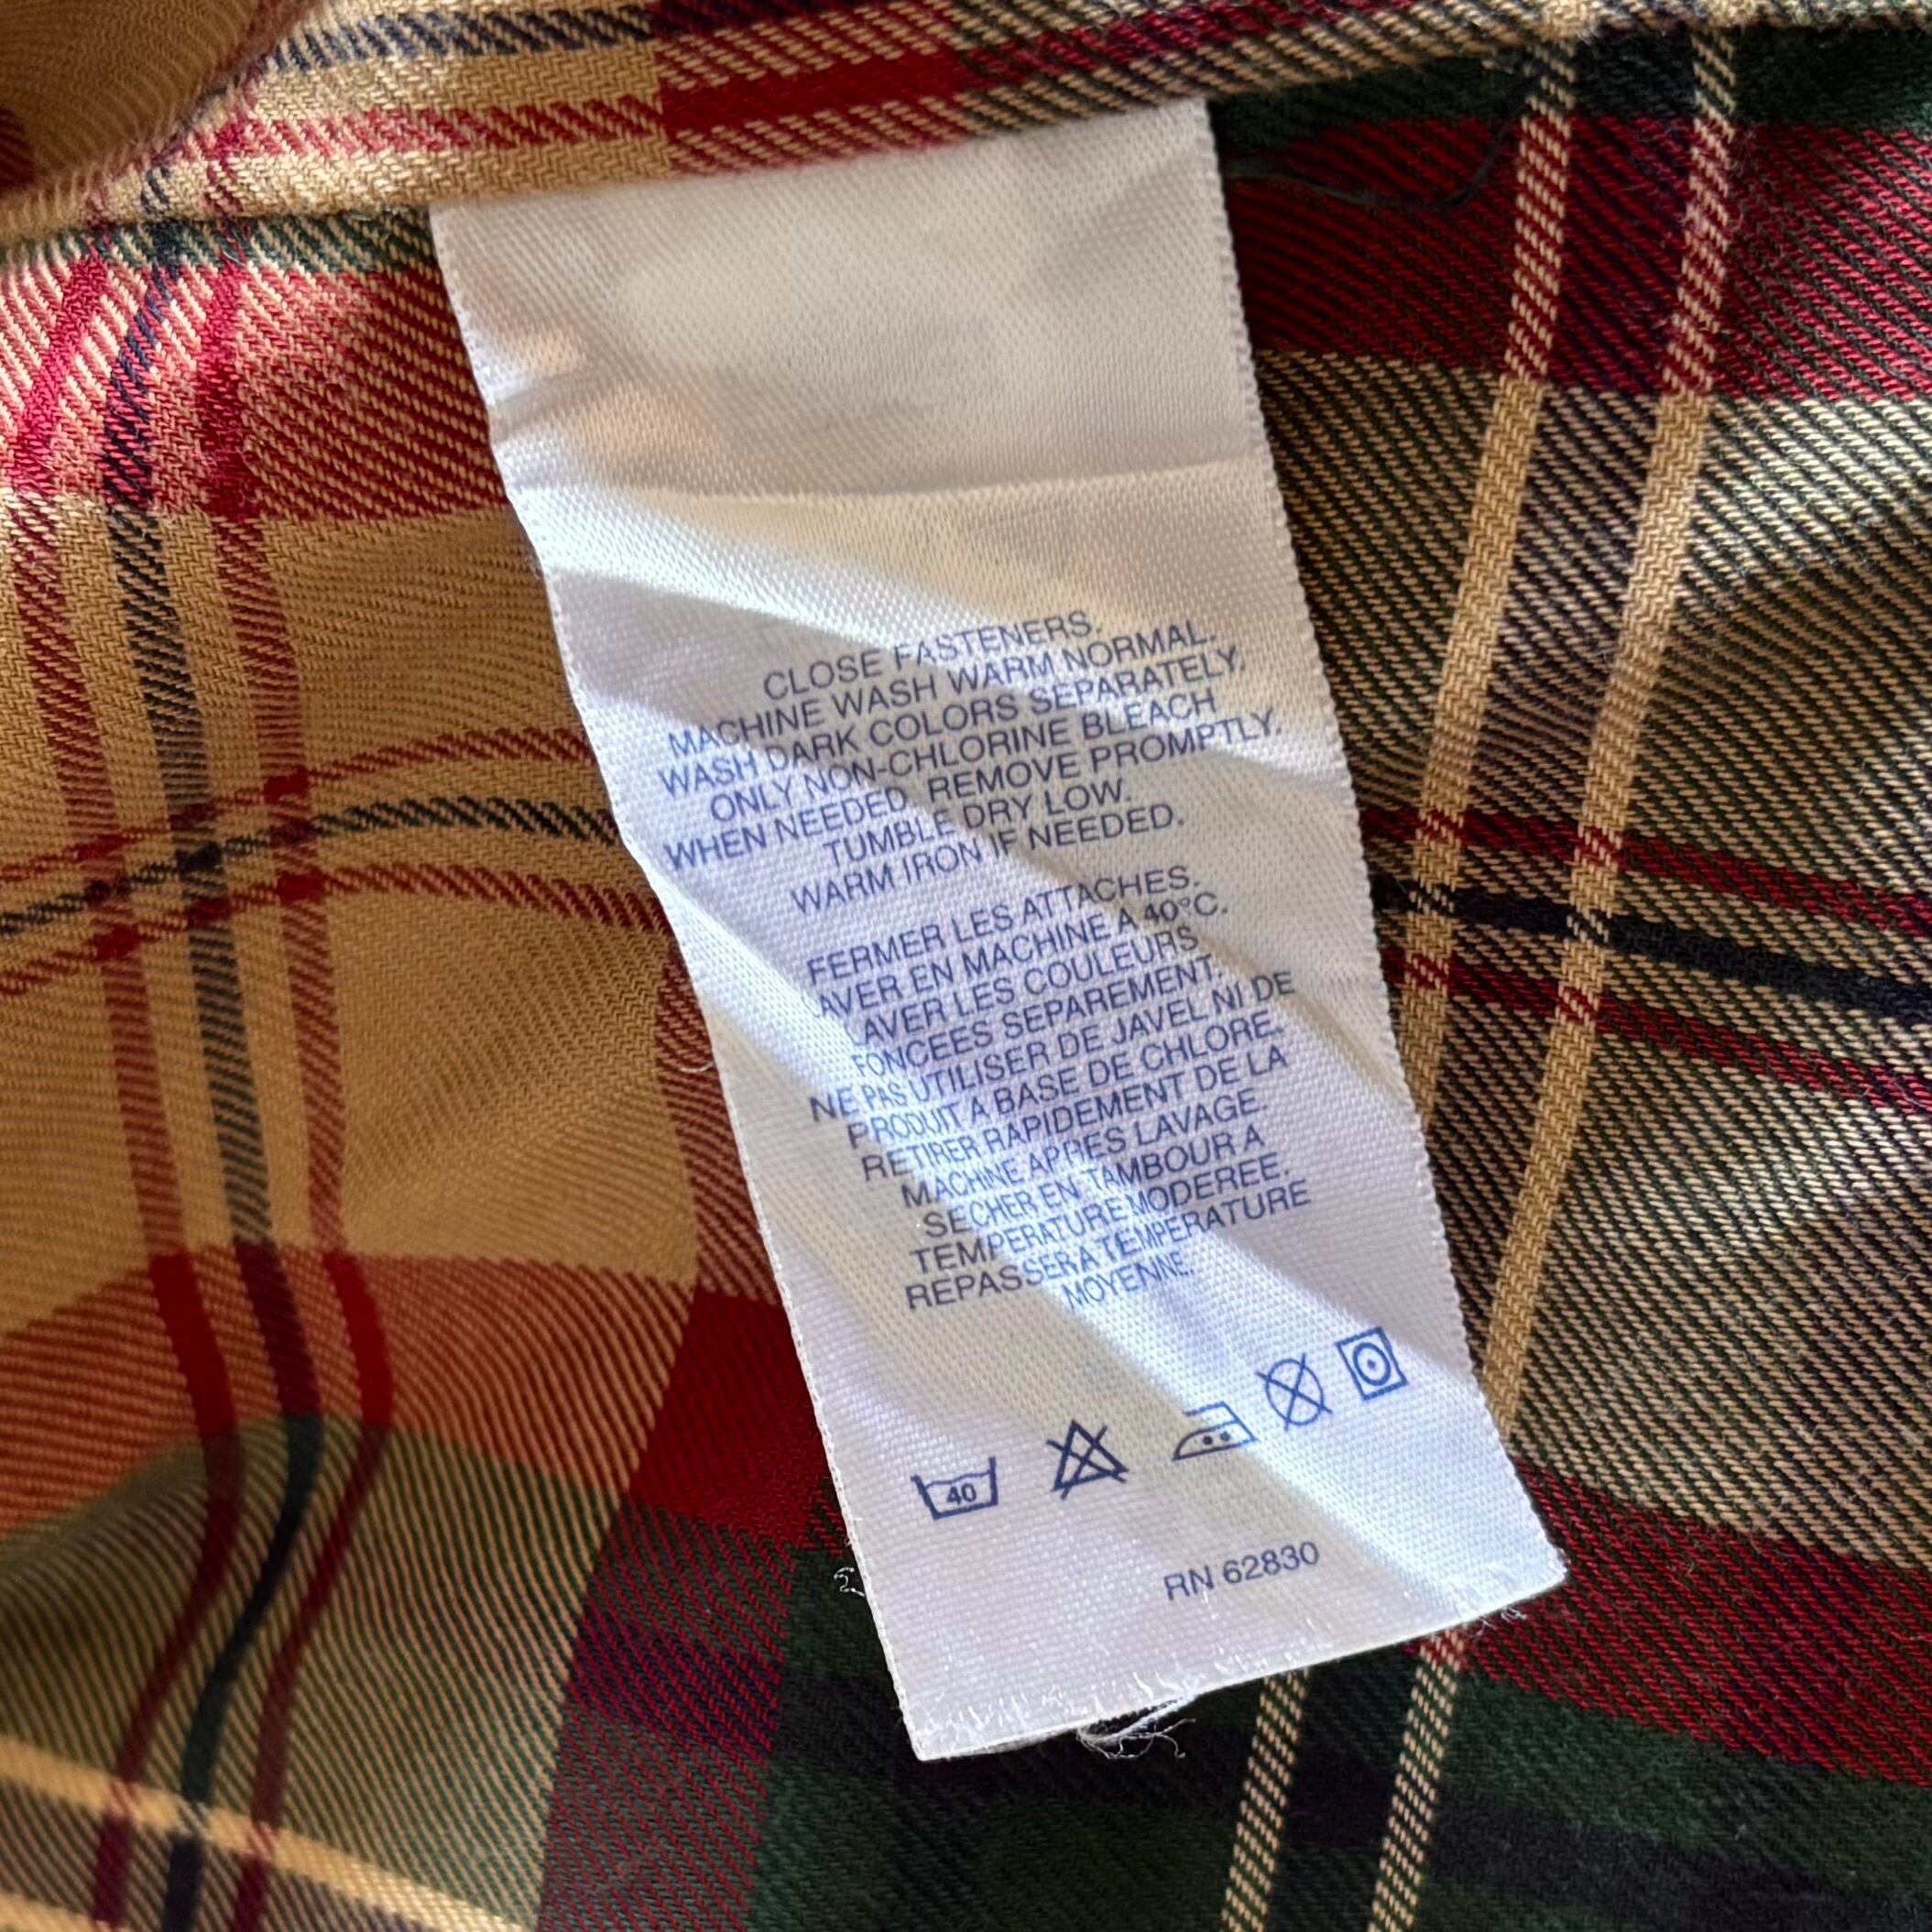 CLOSE FASTENERS.
MACHINE WASH WARM NORMAL.
WASH DARK COLORS SEPARATELY.
ONLY NON-CHLORINE BLEACH
WHEN NEEDED. REMOVE PROMPTLY.
TUMBLE DRY LOW.
WARM IRON IF NEEDED.
FERMER LES ATTACHES.
LAVER EN MACHINE A 40°C.
LAVER LES COULEURS
FONCEES SEPAREMENT.
NE PAS UTILISER DE JAVEL NI DE
PRODUIT A BASE DE CHLORE.
RETIRER RAPIDEMENT DE LA
MACHINE APRES LAVAGE.
SECHER EN TAMBOUR A
TEMPERATURE MODEREE.
REPASSER A TEMPERATURE
MOYENNE.
40
RN 62830